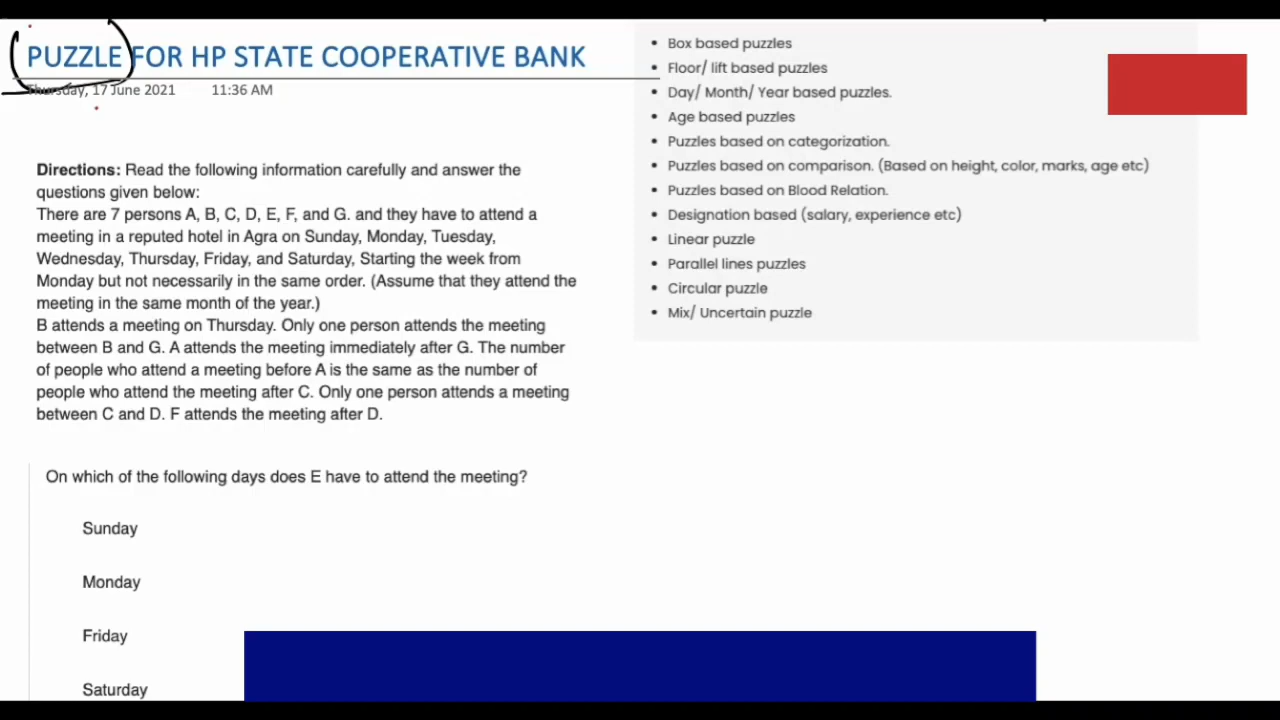 PUZZLE FOR HP STATE COOPERATIVE BANK
Thursday, 17 June 2021 11:36 AM
Directions: Read the following information carefully and answer the
questions given below:
There are 7 persons A, B, C, D, E, F, and G. and they have to attend a
meeting in a reputed hotel in Agra on Sunday, Monday, Tuesday,
Wednesday, Thursday, Friday, and Saturday, Starting the week from
Monday but not necessarily in the same order. (Assume that they attend the
meeting in the same month of the year.)
B attends a meeting on Thursday. Only one person attends the meeting
between B and G. A attends the meeting immediately after G. The number
of people who attend a meeting before A is the same as the number of
people who attend the meeting after C. Only one person attends a meeting
between C and D. F attends the meeting after D.
On which of the following days does E have to attend the meeting?
Sunday
Monday
Friday
Saturday
• Box based puzzles
• Floor/ lift based puzzles
• Day/ Month/ Year based puzzles.
• Age based puzzles
• Puzzles based on categorization.
• Puzzles based on comparison. (Based on height, color, marks, age etc)
• Puzzles based on Blood Relation.
• Designation based (salary, experience etc)
• Linear puzzle
• Parallel lines puzzles
• Circular puzzle
• Mix/ Uncertain puzzle